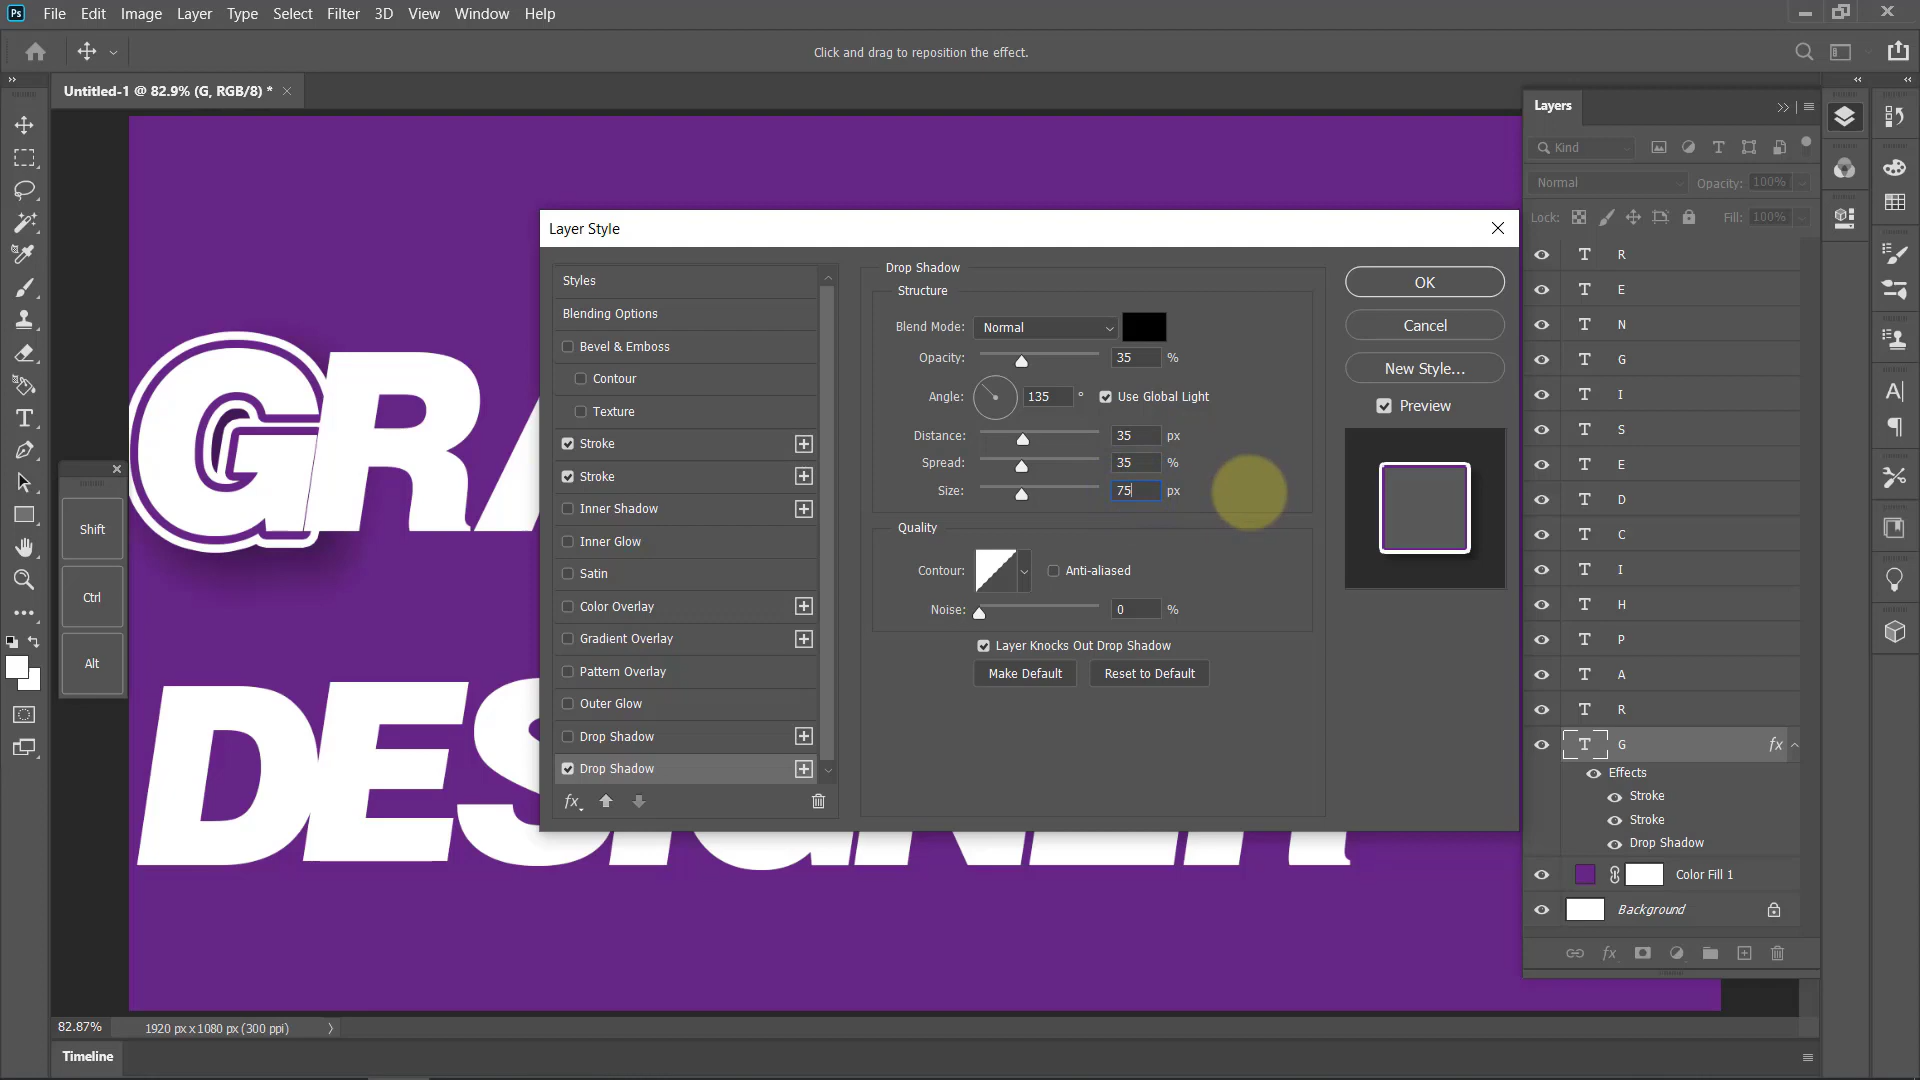 Ps File Edit Image Layer Type Select Filter 3D View Window Help
Click and drag to reposition the effect.
Untitled-1 @ 82.9% (G, RGB/8) *
Layers
Kind
Normal Opacity: 100%
Lock: Fill: 100%
R
E
N
G
I
S
E
D
C
I
H
P
A
R
G fx
Effects
Stroke
Stroke
Drop Shadow
Color Fill 1
Background
fx
Layer Style
Styles
Blending Options
Bevel & Emboss
Contour
Texture
Stroke
Stroke
Inner Shadow
Inner Glow
Satin
Color Overlay
Gradient Overlay
Pattern Overlay
Outer Glow
Drop Shadow
Drop Shadow
fx
Drop Shadow
Structure
Blend Mode: Normal
Opacity: 35 %
Angle: 135 ° Use Global Light
Distance: 35 px
Spread: 35 %
Size: 75 px
Quality
Contour: Anti-aliased
Noise: 0 %
Layer Knocks Out Drop Shadow
Make Default Reset to Default
OK
Cancel
New Style...
Preview
Shift
Ctrl
Alt
GRA
DESIGNER
82.87% 1920 px x 1080 px (300 ppi)
Timeline